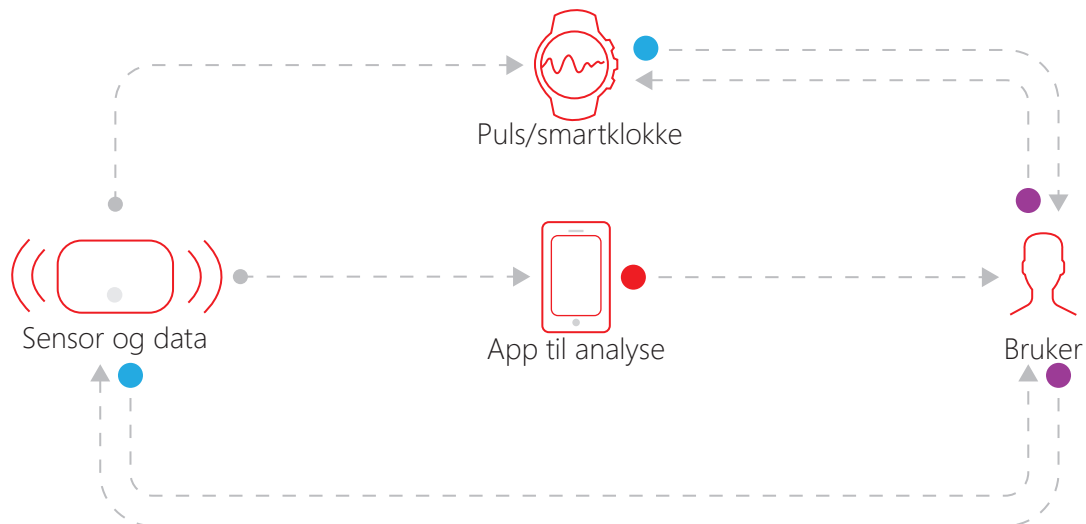 Puls/smartklokke
Sensor og data
App til analyse
Bruker